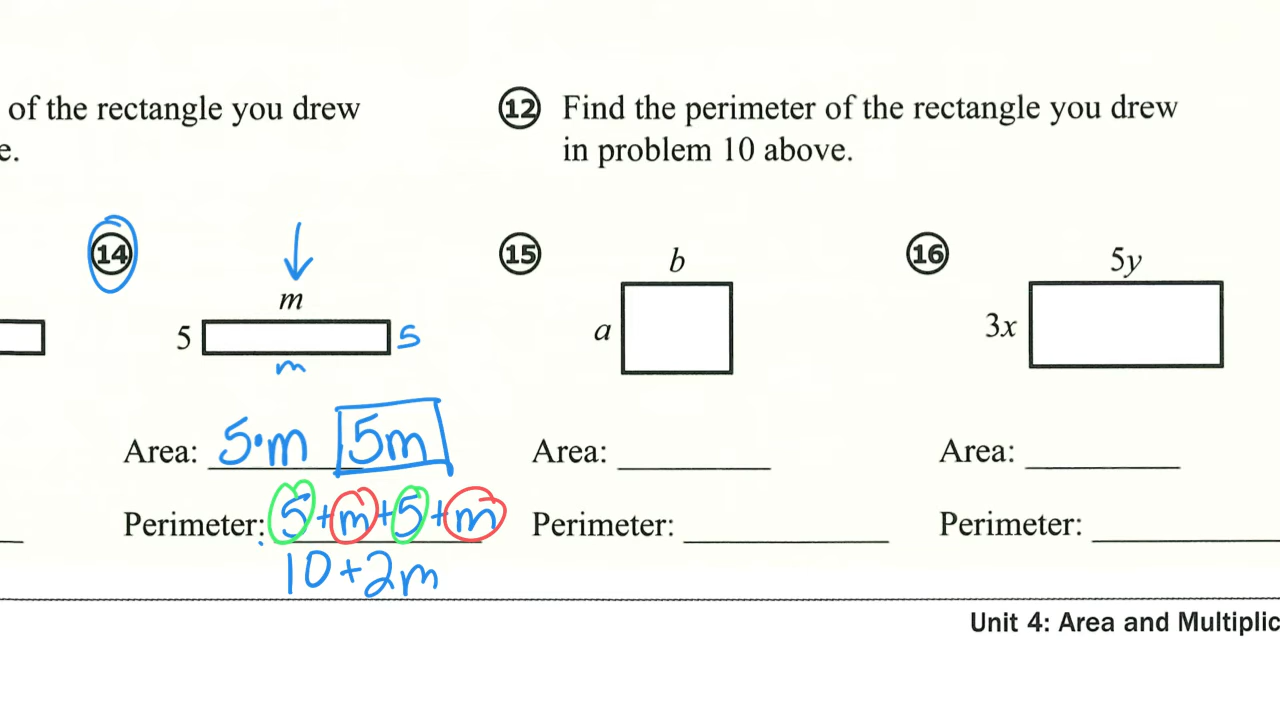 of the rectangle you drew
e.
12 Find the perimeter of the rectangle you drew
in problem 10 above.
14
m
5 5
m
Area: 5·m 5m
Perimeter: 5+m+5+m
10+2m
15
b
a
Area:
Perimeter:
16
5y
3x
Area:
Perimeter:
Unit 4: Area and Multiplic